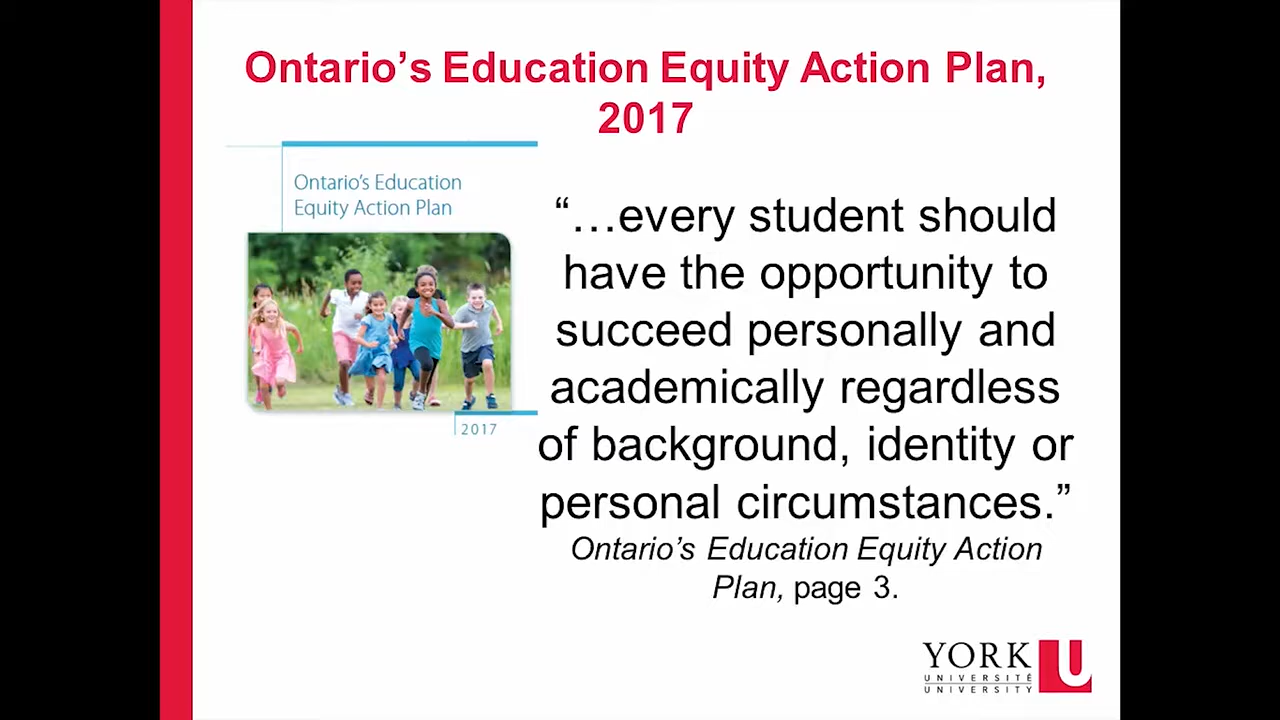 Ontario’s Education Equity Action Plan,
2017
Ontario’s Education
Equity Action Plan
2017
“…every student should
have the opportunity to
succeed personally and
academically regardless
of background, identity or
personal circumstances.”
Ontario’s Education Equity Action
Plan, page 3.
YORK U
UNIVERSITÉ
UNIVERSITY